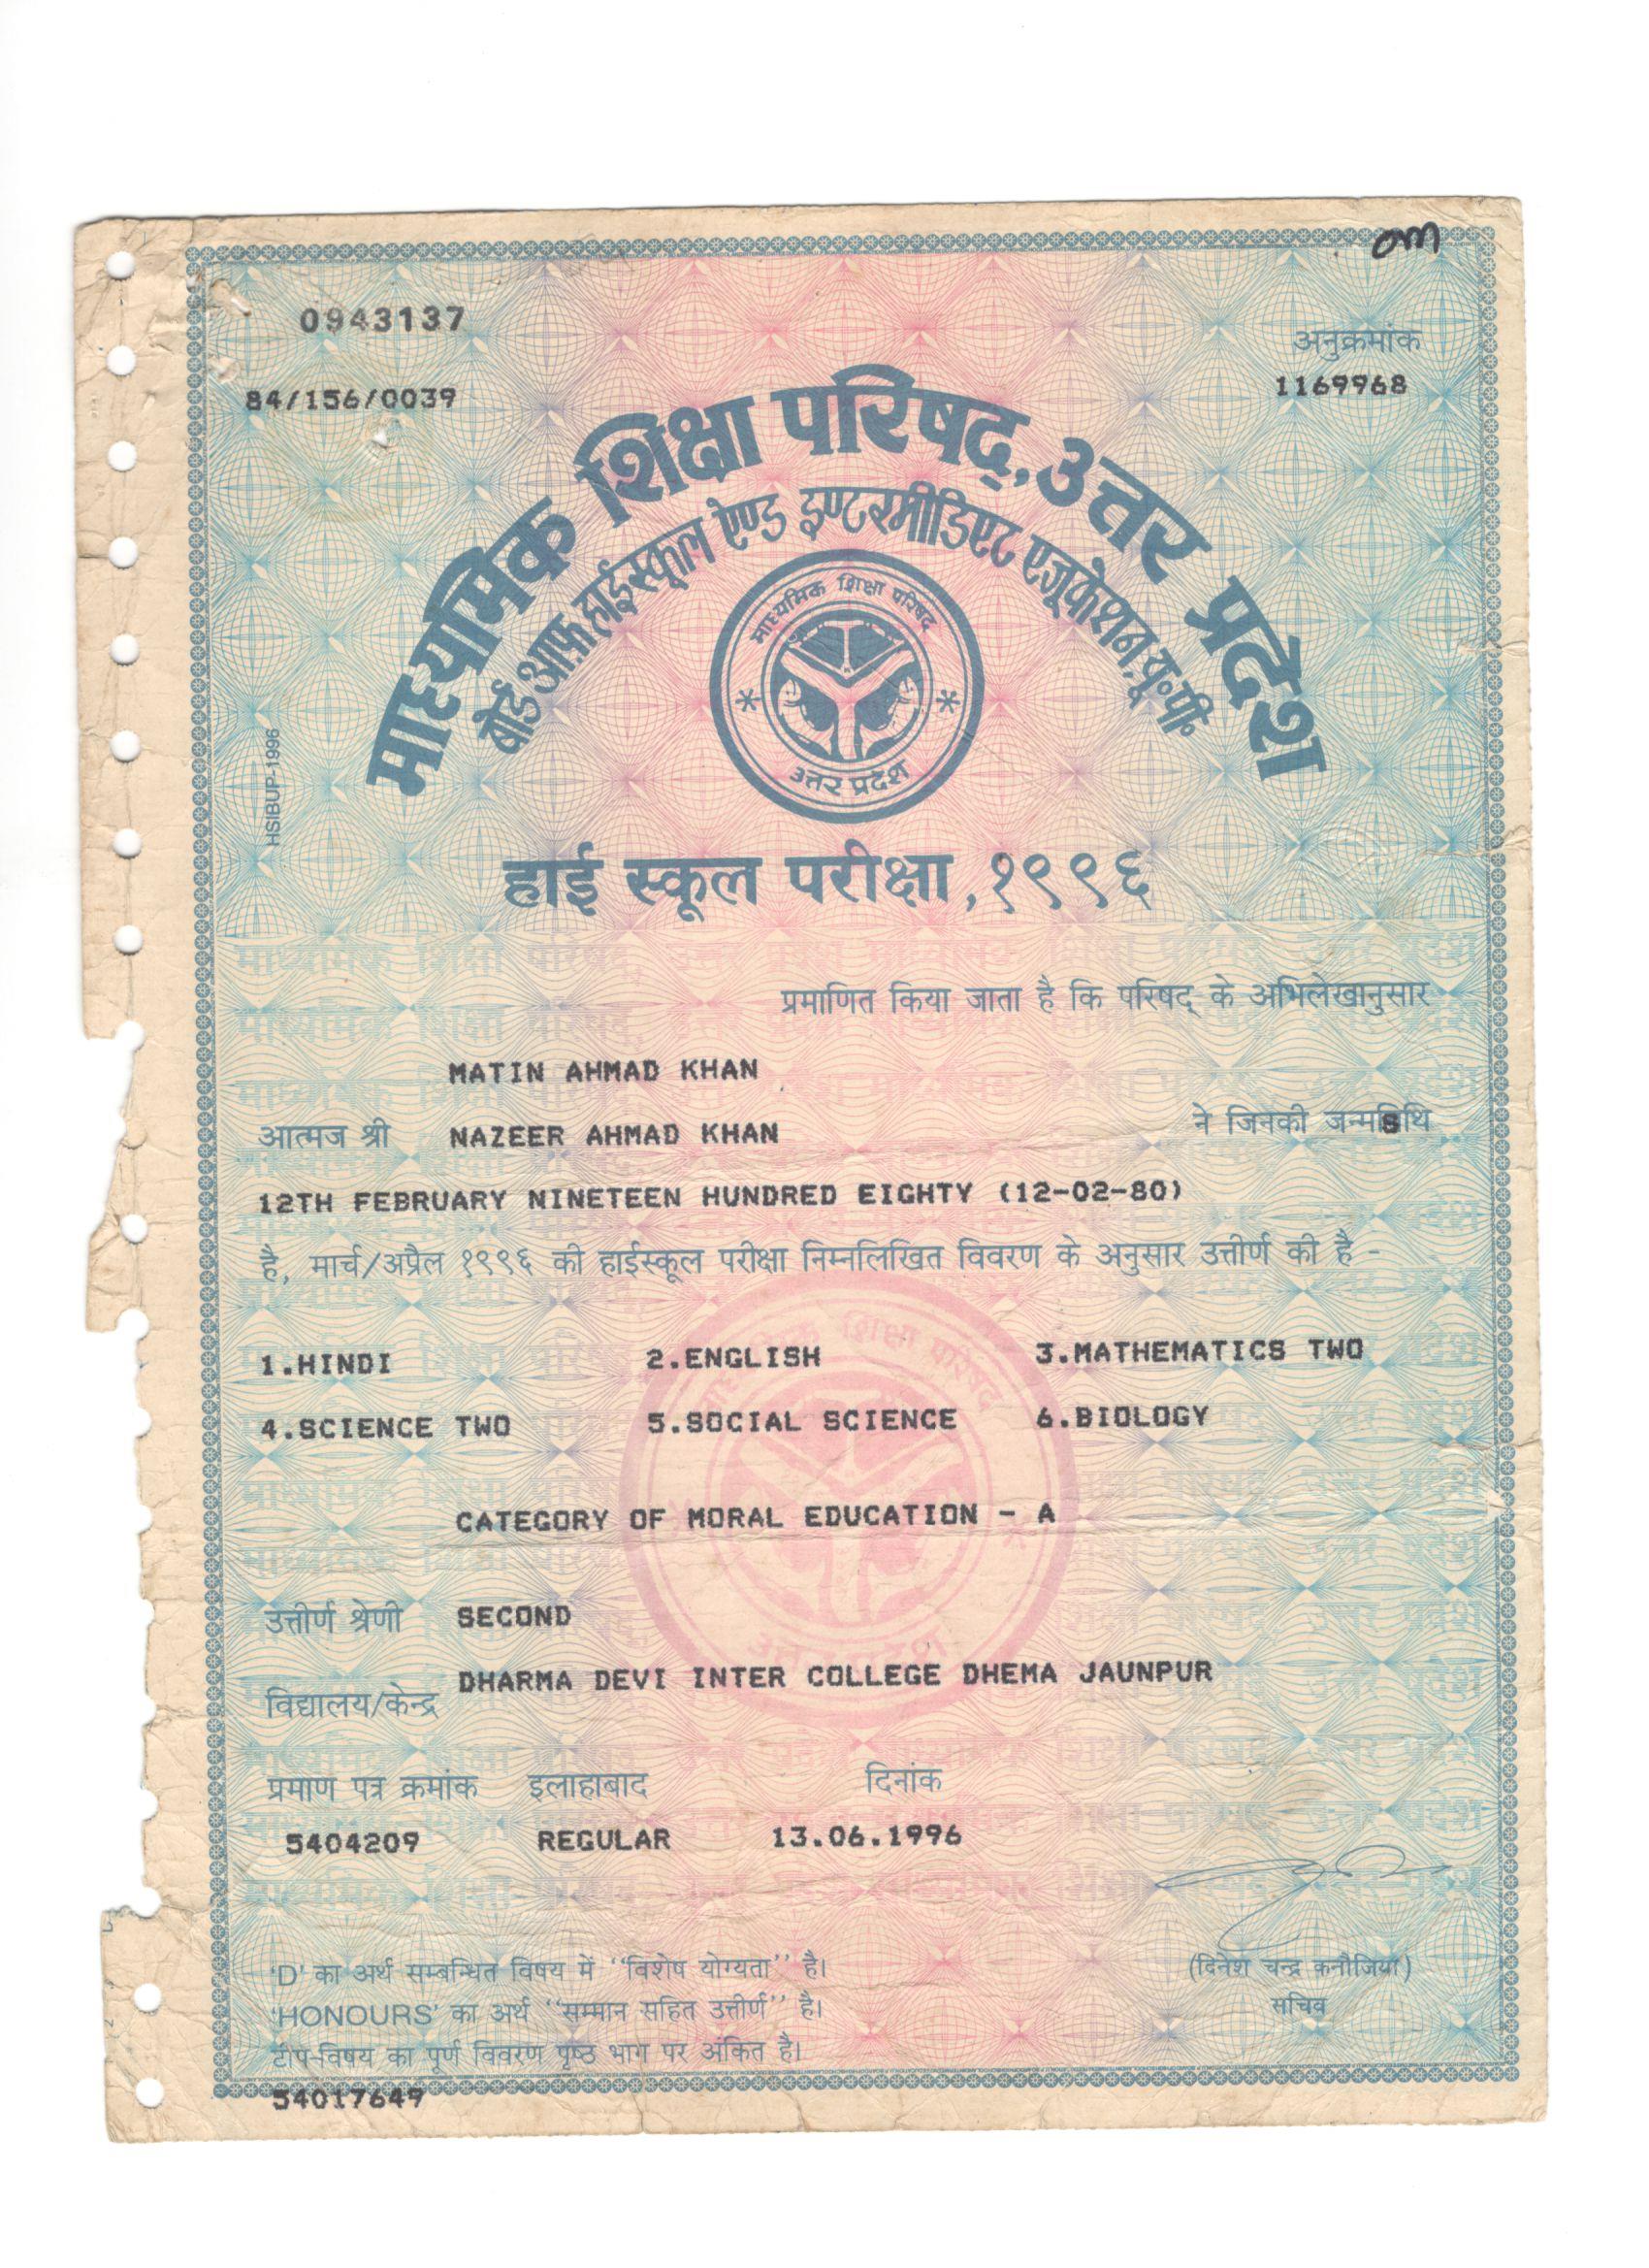 om
0943137
अनुक्रमांक
84/156/0039
1169968
माध्यमिक शिक्षा परिषद्, उत्तर प्रदेश
बोर्ड आफ़ हाईस्कूल ऐण्ड इण्टरमीडिएट एजूकेशन, यू॰पी॰
माध्यमिक शिक्षा परिषद्
उत्तर प्रदेश
HSIBUP-1996
हाई स्कूल परीक्षा, १९९६
प्रमाणित किया जाता है कि परिषद् के अभिलेखानुसार
MATIN AHMAD KHAN
आत्मज श्री NAZEER AHMAD KHAN ने जिनकी
12TH FEBRUARY NINETEEN HUNDRED EIGHTY (12-02-80)
है, मार्च/अप्रैल १९९६ की हाईस्कूल परीक्षा निम्नलिखित विवरण के अनुसार उत्तीर्ण की है -
1.HINDI 2.ENGLISH 3.MATHEMATICS TWO
4.SCIENCE TWO 5.SOCIAL SCIENCE 6.BIOLOGY
CATEGORY OF MORAL EDUCATION - A
उत्तीर्ण श्रेणी SECOND
विद्यालय/केन्द्र DHARMA DEVI INTER COLLEGE DHEMA JAUNPUR
प्रमाण पत्र क्रमांक इलाहाबाद दिनांक
5404209 REGULAR 13.06.1996
'D' का अर्थ सम्बन्धित विषय में "विशेष योग्यता" है।
(दिनेश चन्द्र कनौजिया)
'HONOURS' का अर्थ "सम्मान सहित उत्तीर्ण" है।
सचिव
टीप-विषय का पूर्ण विवरण पृष्ठ भाग पर अंकित है।
54017649